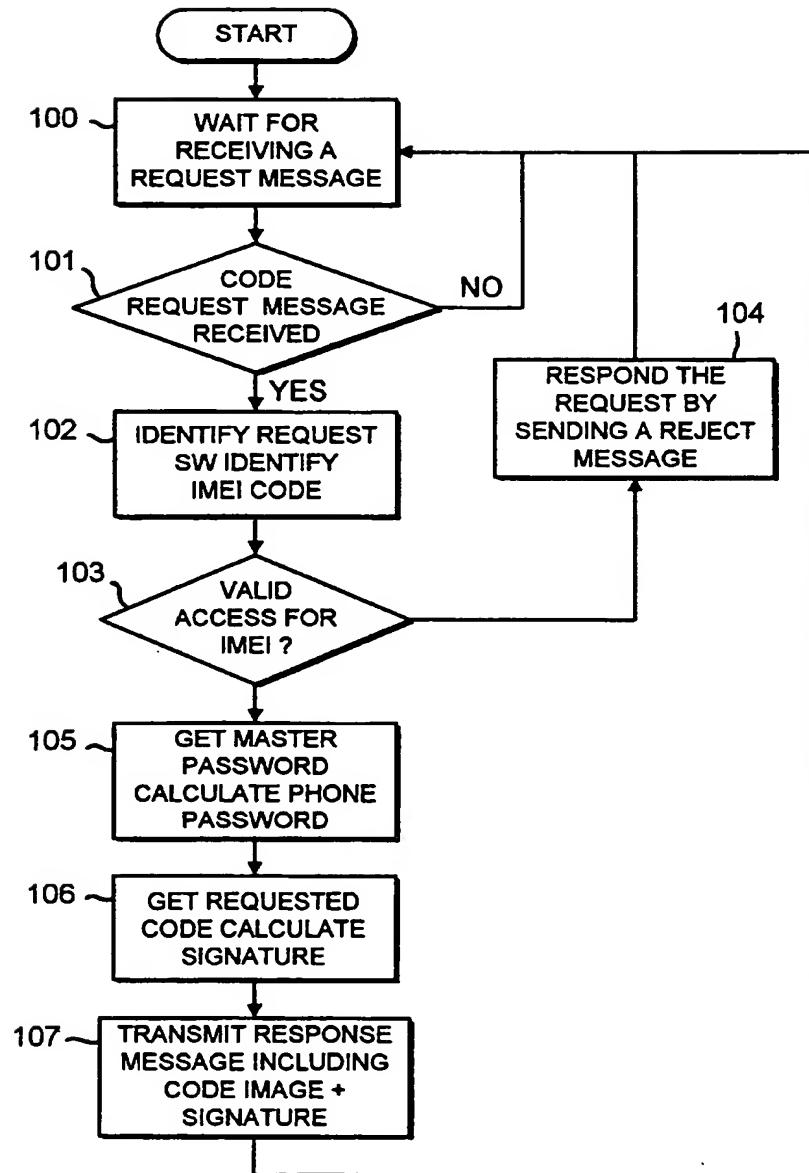 START
100
WAIT FOR
RECEIVING A
REQUEST MESSAGE
101
CODE
REQUEST MESSAGE
RECEIVED
NO
YES
104
RESPOND THE
REQUEST BY
SENDING A REJECT
MESSAGE
102
IDENTIFY REQUEST
SW IDENTIFY
IMEI CODE
103
VALID
ACCESS FOR
IMEI ?
105
GET MASTER
PASSWORD
CALCULATE PHONE
PASSWORD
106
GET REQUESTED
CODE CALCULATE
SIGNATURE
107
TRANSMIT RESPONSE
MESSAGE INCLUDING
CODE IMAGE +
SIGNATURE